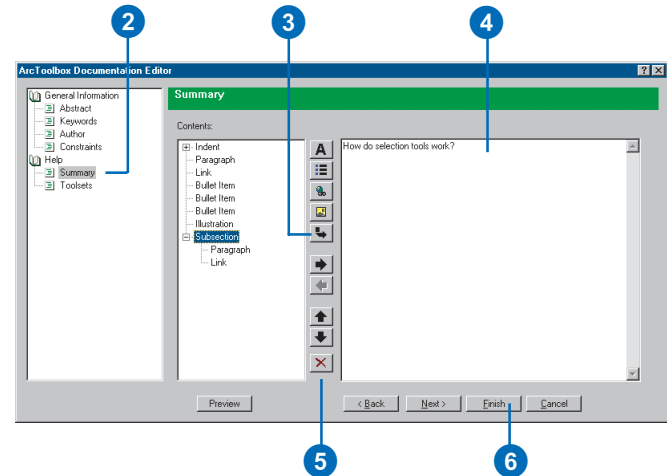 2
3
4
ArcToolbox Documentation Editor
General Information
Abstract
Keywords
Author
Constraints
Help
Summary
Toolsets
Summary
Contents:
Indent
Paragraph
Link
Bullet Item
Bullet Item
Bullet Item
Illustration
Subsection
Paragraph
Link
A
How do selection tools work?
Preview
< Back
Next >
Finish
Cancel
5
6